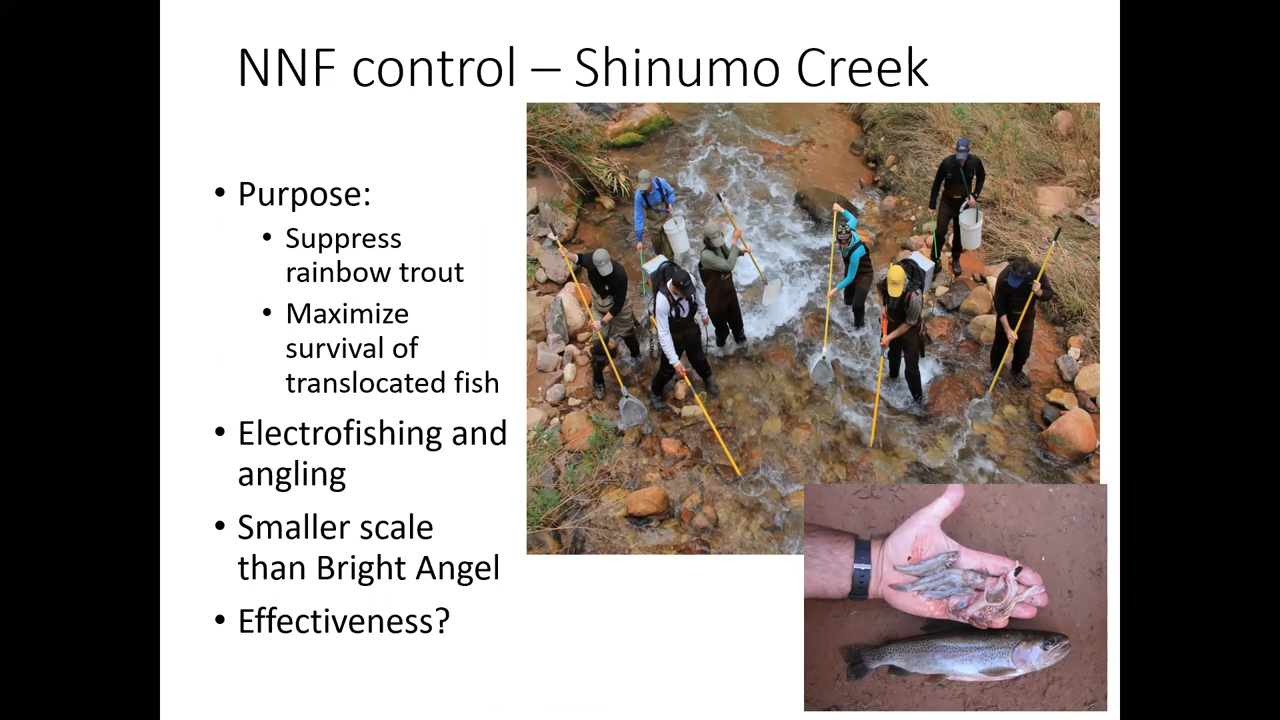 NNF control – Shinumo Creek
• Purpose:
• Suppress
rainbow trout
• Maximize
survival of
translocated fish
• Electrofishing and
angling
• Smaller scale
than Bright Angel
• Effectiveness?